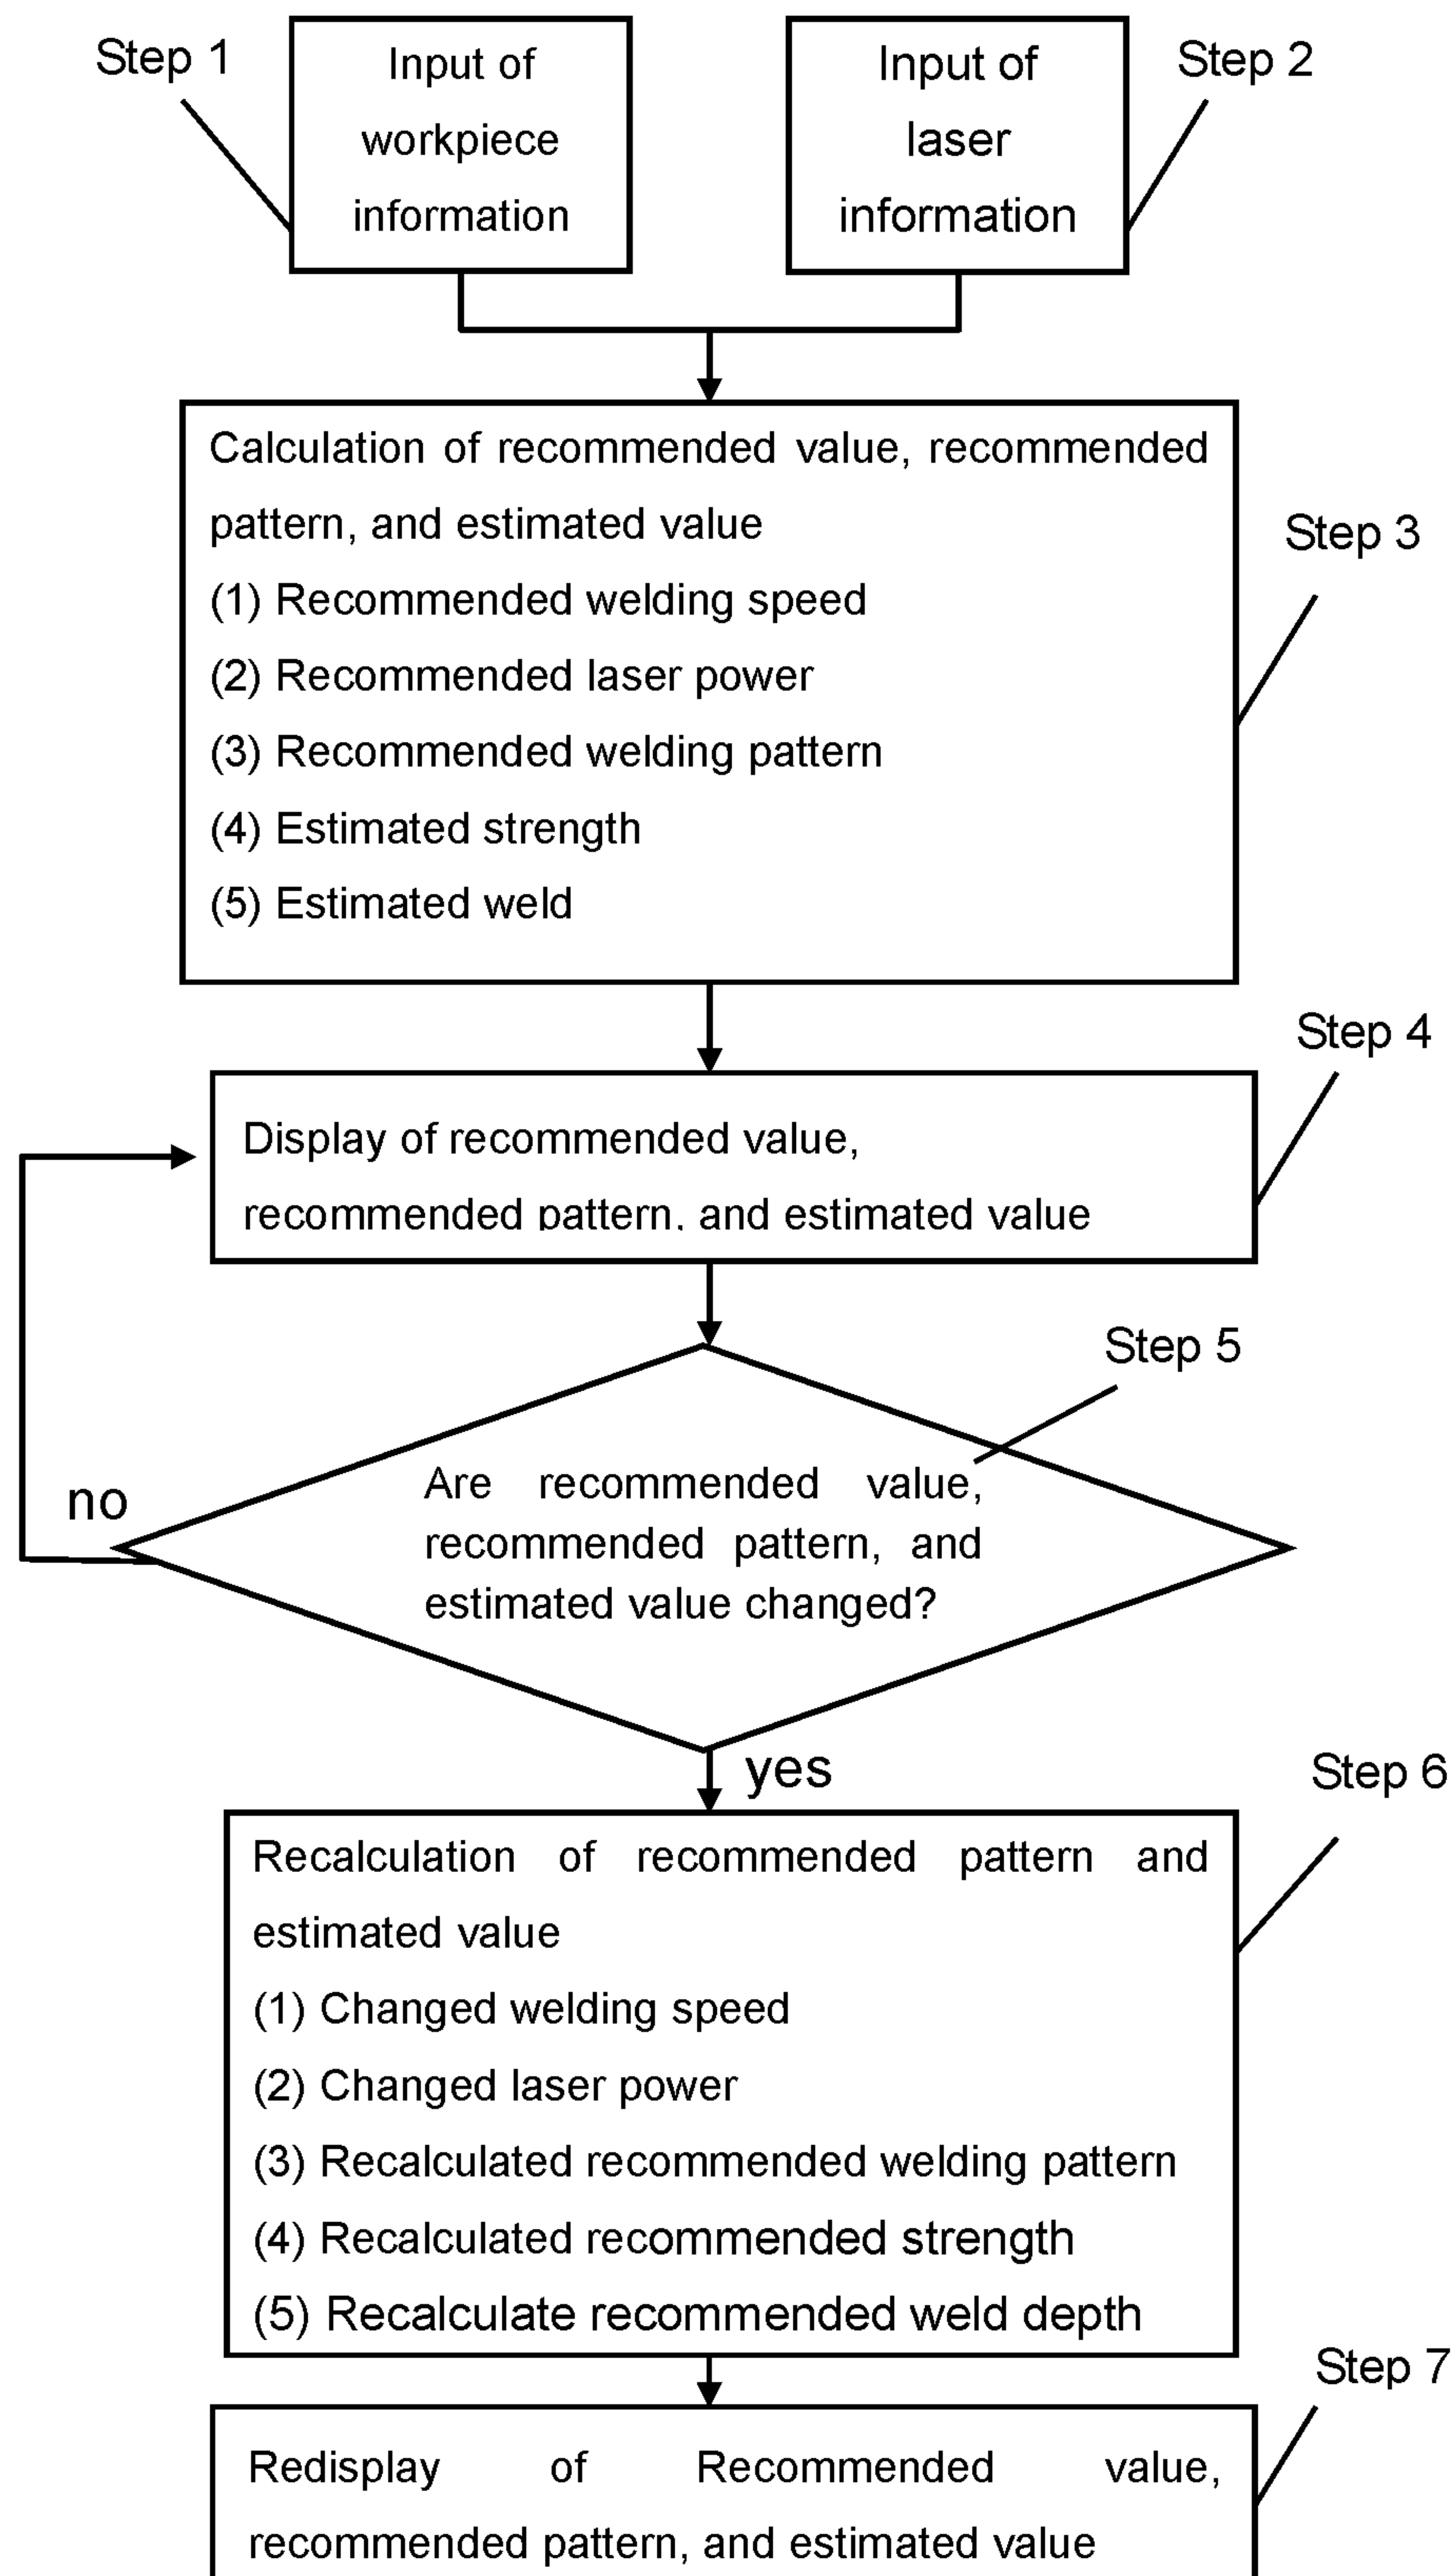 Step 1
Input of
workpiece
information
Input of
laser
information
Step 2
Calculation of recommended value, recommended
pattern, and estimated value
(1) Recommended welding speed
(2) Recommended laser power
(3) Recommended welding pattern
(4) Estimated strength
(5) Estimated weld
Step 3
Step 4
Display of recommended value,
recommended pattern, and estimated value
Step 5
Are recommended value,
recommended pattern, and
estimated value changed?
no
yes
Step 6
Recalculation of recommended pattern and
estimated value
(1) Changed welding speed
(2) Changed laser power
(3) Recalculated recommended welding pattern
(4) Recalculated recommended strength
(5) Recalculate recommended weld depth
Step 7
Redisplay of Recommended value,
recommended pattern, and estimated value